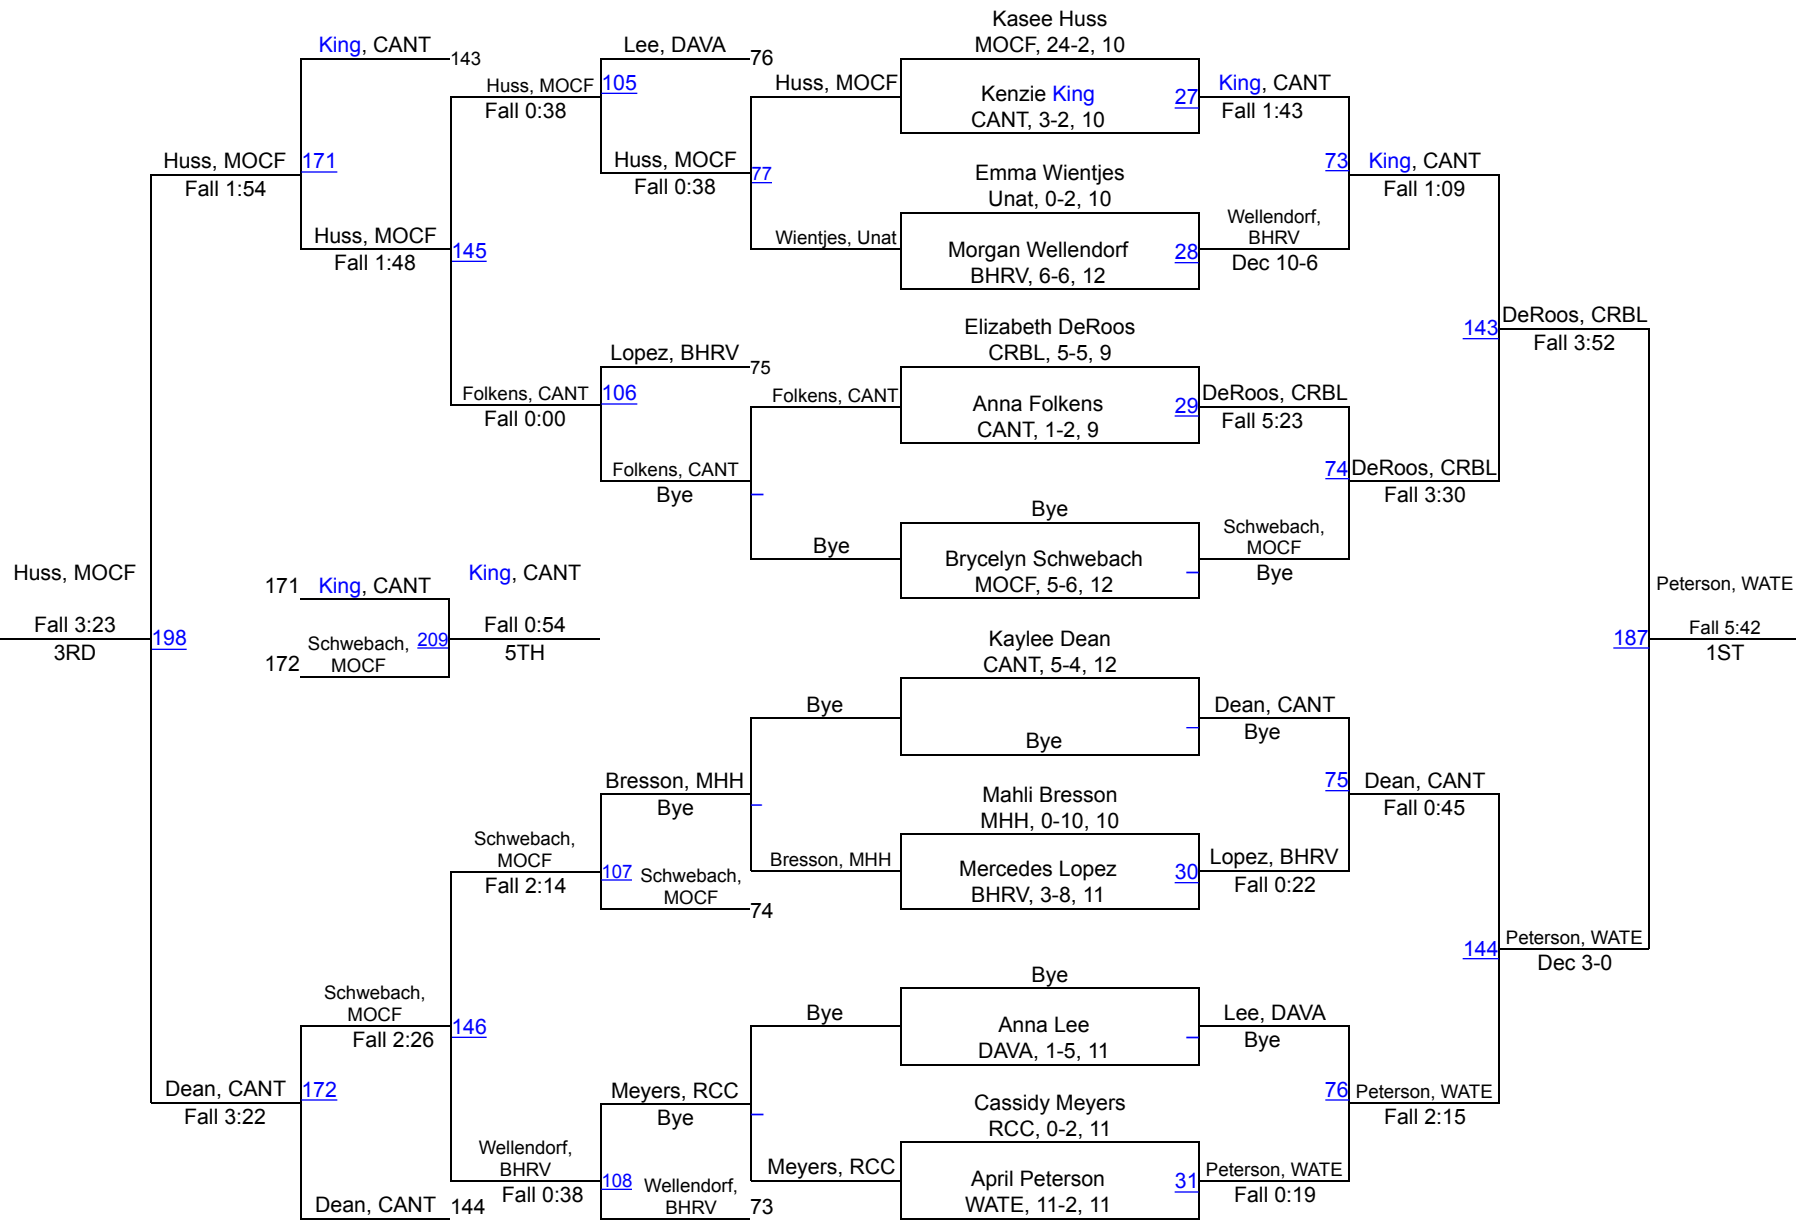 Kasee Huss
MOCF, 24-2, 10
King, CANT
143
Lee, DAVA
76
Huss, MOCF
Fall 0:38
105
Huss, MOCF
Kenzie King
CANT, 3-2, 10
27
King, CANT
Fall 1:43
Huss, MOCF
Fall 1:54
171
Huss, MOCF
Fall 0:38
77
Emma Wientjes
Unat, 0-2, 10
73
King, CANT
Fall 1:09
Huss, MOCF
Fall 1:48
145
Wientjes, Unat
Morgan Wellendorf
BHRV, 6-6, 12
28
Wellendorf,
BHRV
Dec 10-6
Elizabeth DeRoos
CRBL, 5-5, 9
143
DeRoos, CRBL
Fall 3:52
Lopez, BHRV
75
Folkens, CANT
Fall 0:00
106
Folkens, CANT
Anna Folkens
CANT, 1-2, 9
29
DeRoos, CRBL
Fall 5:23
Folkens, CANT
Bye
74
DeRoos, CRBL
Fall 3:30
Bye
Bye
Brycelyn Schwebach
MOCF, 5-6, 12
Schwebach,
MOCF
Bye
Huss, MOCF
Fall 3:23
3RD
198
171
King, CANT
172
Schwebach,
MOCF
209
King, CANT
Fall 0:54
5TH
Peterson, WATE
187
Fall 5:42
1ST
Kaylee Dean
CANT, 5-4, 12
Bye
Bye
Dean, CANT
Bye
Bresson, MHH
Bye
Mahli Bresson
MHH, 0-10, 10
75
Dean, CANT
Fall 0:45
Schwebach,
MOCF
Fall 2:14
107
Schwebach,
MOCF
74
Bresson, MHH
Mercedes Lopez
BHRV, 3-8, 11
30
Lopez, BHRV
Fall 0:22
144
Peterson, WATE
Dec 3-0
Schwebach,
MOCF
Fall 2:26
146
Bye
Bye
Anna Lee
DAVA, 1-5, 11
Lee, DAVA
Bye
Dean, CANT
Fall 3:22
172
Meyers, RCC
Bye
Cassidy Meyers
RCC, 0-2, 11
76
Peterson, WATE
Fall 2:15
Wellendorf,
BHRV
Fall 0:38
108
Wellendorf,
BHRV
73
Meyers, RCC
April Peterson
WATE, 11-2, 11
31
Peterson, WATE
Fall 0:19
Dean, CANT
144